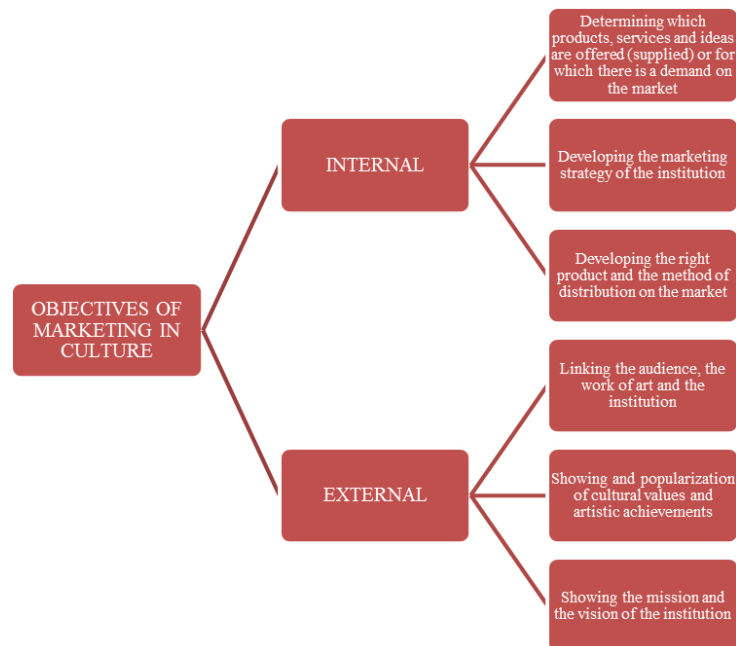 OBJECTIVES OF
MARKETING IN
CULTURE
INTERNAL
Determining which
products, services and ideas
are offered (supplied) or for
which there is a demand on
the market
Developing the marketing
strategy of the institution
Developing the right
product and the method of
distribution on the market
EXTERNAL
Linking the audience, the
work of art and the
institution
Showing and popularization
of cultural values and
artistic achievements
Showing the mission and
the vision of the institution